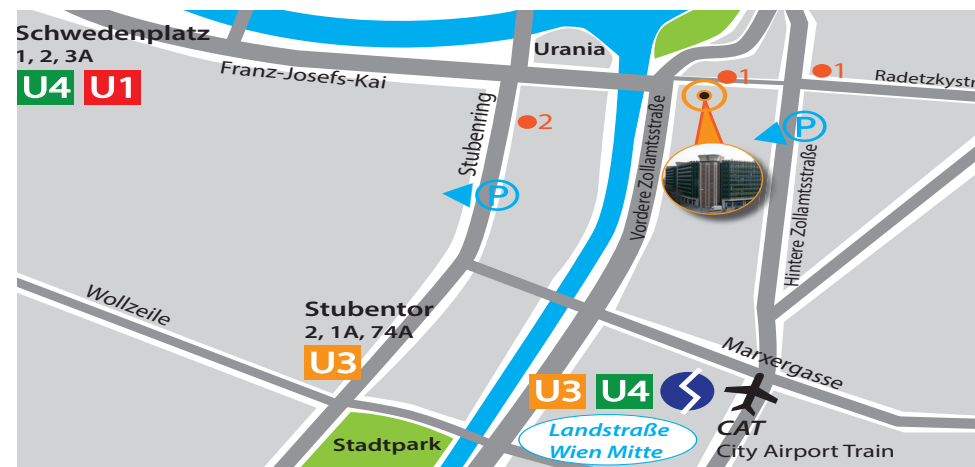 Schwedenplatz
1, 2, 3A
U4 U1
Franz-Josefs-Kai
Urania
1
1
Radetzkystr
2
Stubenring
P
P
Vordere Zollamtsstraße
Hintere Zollamtsstraße
Wollzeile
Stubentor
2, 1A, 74A
U3
Marxergasse
U3 U4
Landstraße
Wien Mitte
CAT
City Airport Train
Stadtpark